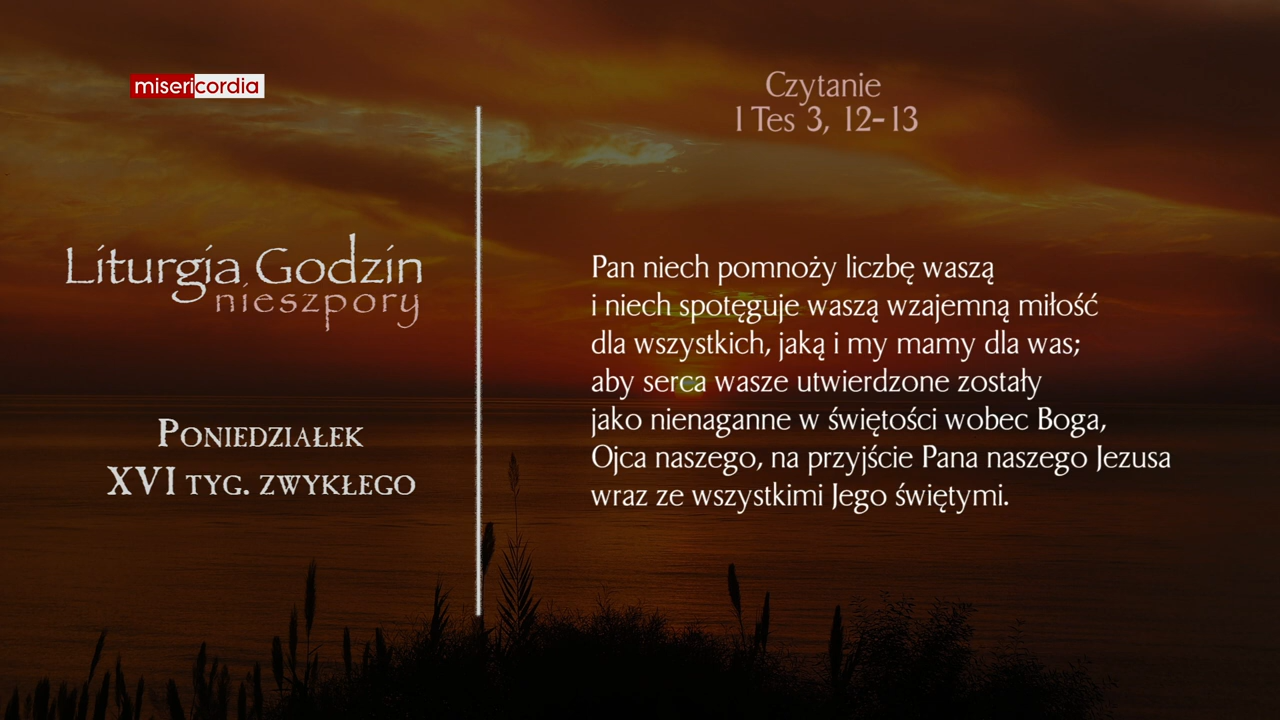 misericordia
Czytanie
1 Tes 3, 12-13
Liturgia Godzin
nieszpory
Poniedziałek
XVI tyg. zwykłego
Pan niech pomnoży liczbę waszą
i niech spotęguje waszą wzajemną miłość
dla wszystkich, jaką i my mamy dla was;
aby serca wasze utwierdzone zostały
jako nienaganne w świętości wobec Boga,
Ojca naszego, na przyjście Pana naszego Jezusa
wraz ze wszystkimi Jego świętymi.